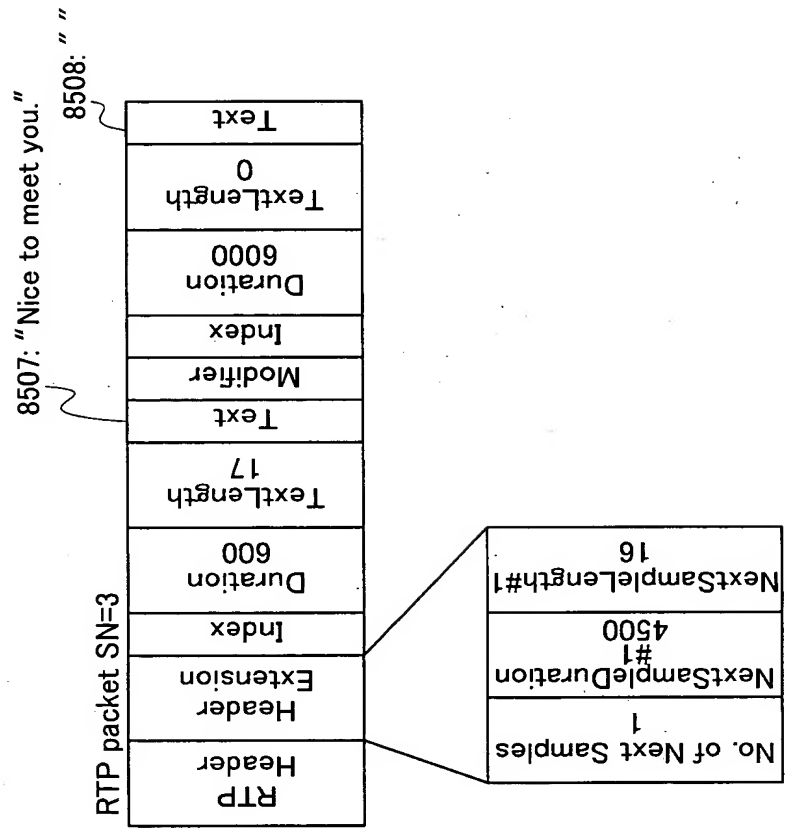 8507: "Nice to meet you."
8508: " "
RTP packet SN=3
RTP
Header
Header
Extension
Index
Duration
600
TextLength
17
Text
Modifier
Index
Duration
6000
TextLength
0
Text
No. of Next Samples
1
NextSampleDuration
#1
4500
NextSampleLength#1
16